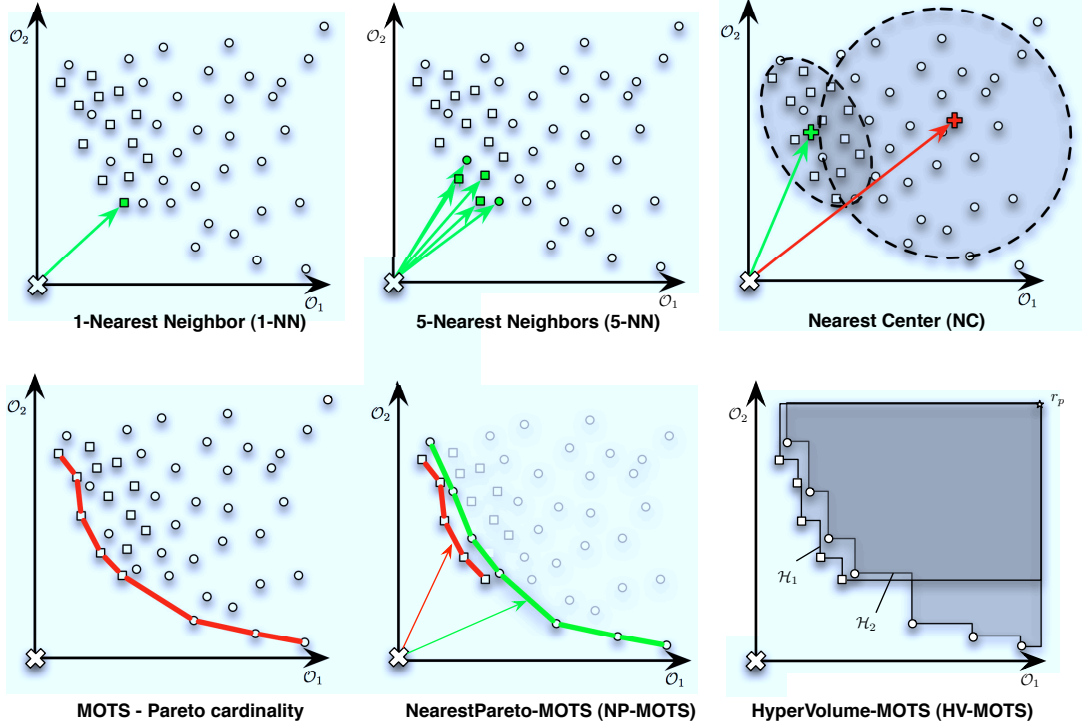 O₂
O₁
1-Nearest Neighbor (1-NN)
O₂
O₁
5-Nearest Neighbors (5-NN)
O₂
O₁
Nearest Center (NC)
O₂
O₁
MOTS - Pareto cardinality
O₂
O₁
NearestPareto-MOTS (NP-MOTS)
O₂
r_p
H₁
H₂
O₁
HyperVolume-MOTS (HV-MOTS)